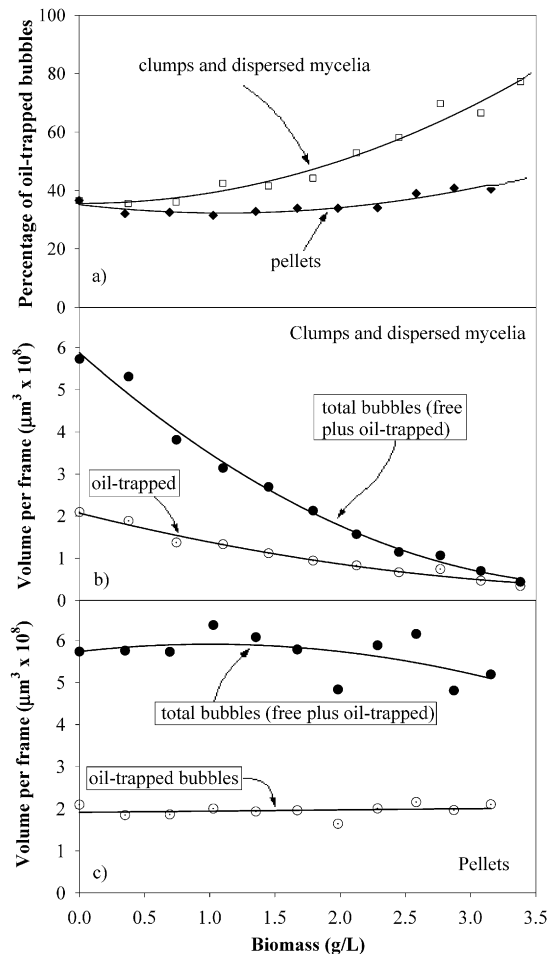 100
80
60
40
20
0
Percentage of oil-trapped bubbles
clumps and dispersed mycelia
pellets
a)
Clumps and dispersed mycelia
6
5
4
3
2
1
0
Volume per frame (μm³ x 10⁸)
total bubbles (free
plus oil-trapped)
oil-trapped
b)
6
5
4
3
2
1
0
Volume per frame (μm³ x 10⁸)
total bubbles (free plus oil-trapped)
oil-trapped bubbles
c)
Pellets
0.0 0.5 1.0 1.5 2.0 2.5 3.0 3.5
Biomass (g/L)